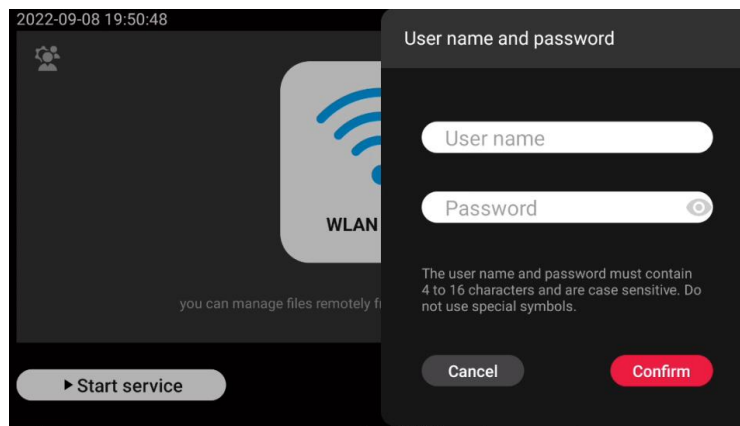 2022-09-08 19:50:48
User name and password
User name
Password
WLAN
The user name and password must contain
4 to 16 characters and are case sensitive. Do
not use special symbols.
you can manage files remotely
Start service
Cancel
Confirm